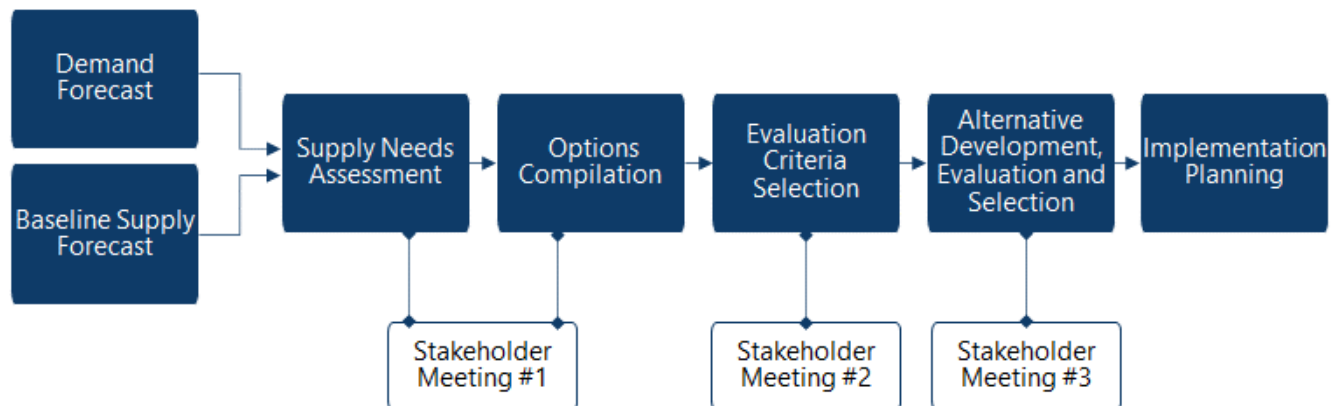 Demand
Forecast
Baseline Supply
Forecast
Supply Needs
Assessment
Options
Compilation
Evaluation
Criteria
Selection
Alternative
Development,
Evaluation and
Selection
Implementation
Planning
Stakeholder
Meeting #1
Stakeholder
Meeting #2
Stakeholder
Meeting #3